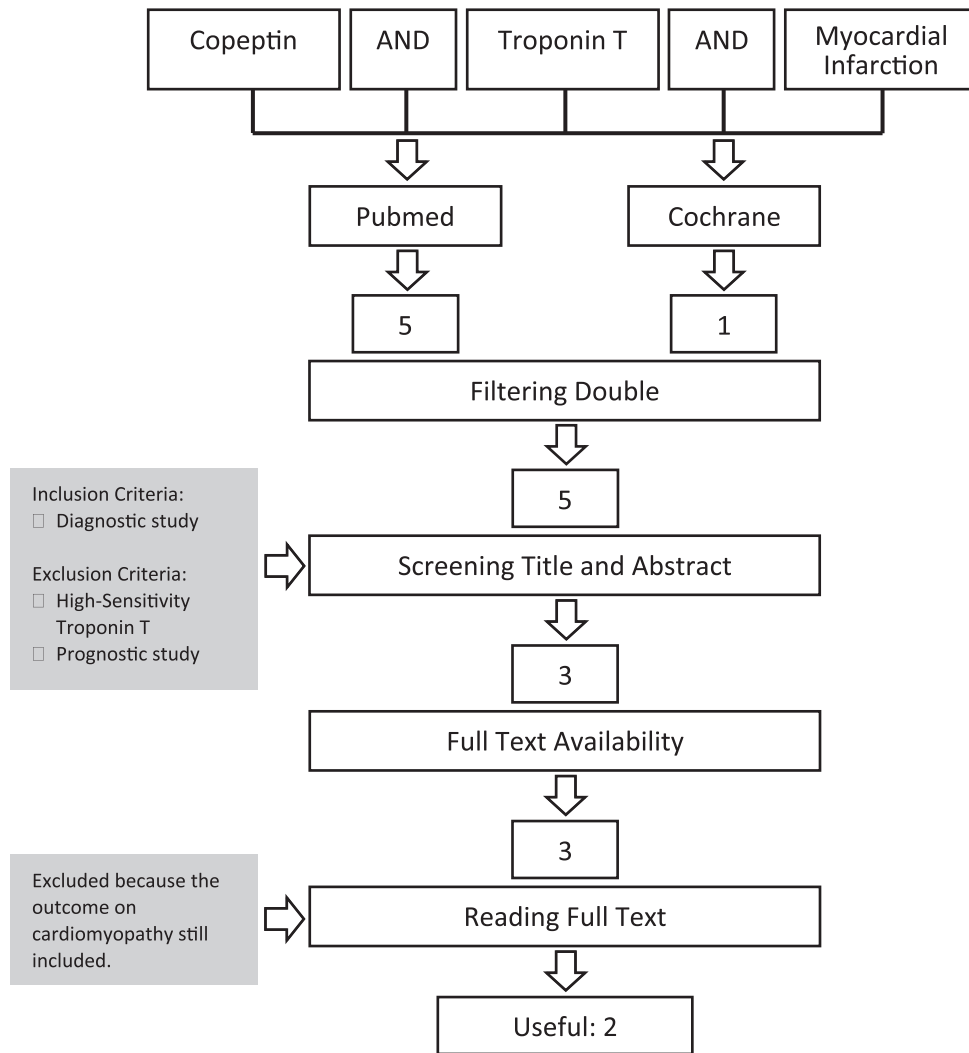 Copeptin
AND
Troponin T
AND
Myocardial
Infarction
Pubmed
Cochrane
5
1
Filtering Double
5
Inclusion Criteria:
□ Diagnostic study
Exclusion Criteria:
□ High-Sensitivity
Troponin T
□ Prognostic study
Screening Title and Abstract
3
Full Text Availability
3
Excluded because the
outcome on
cardiomyopathy still
included.
Reading Full Text
Useful: 2